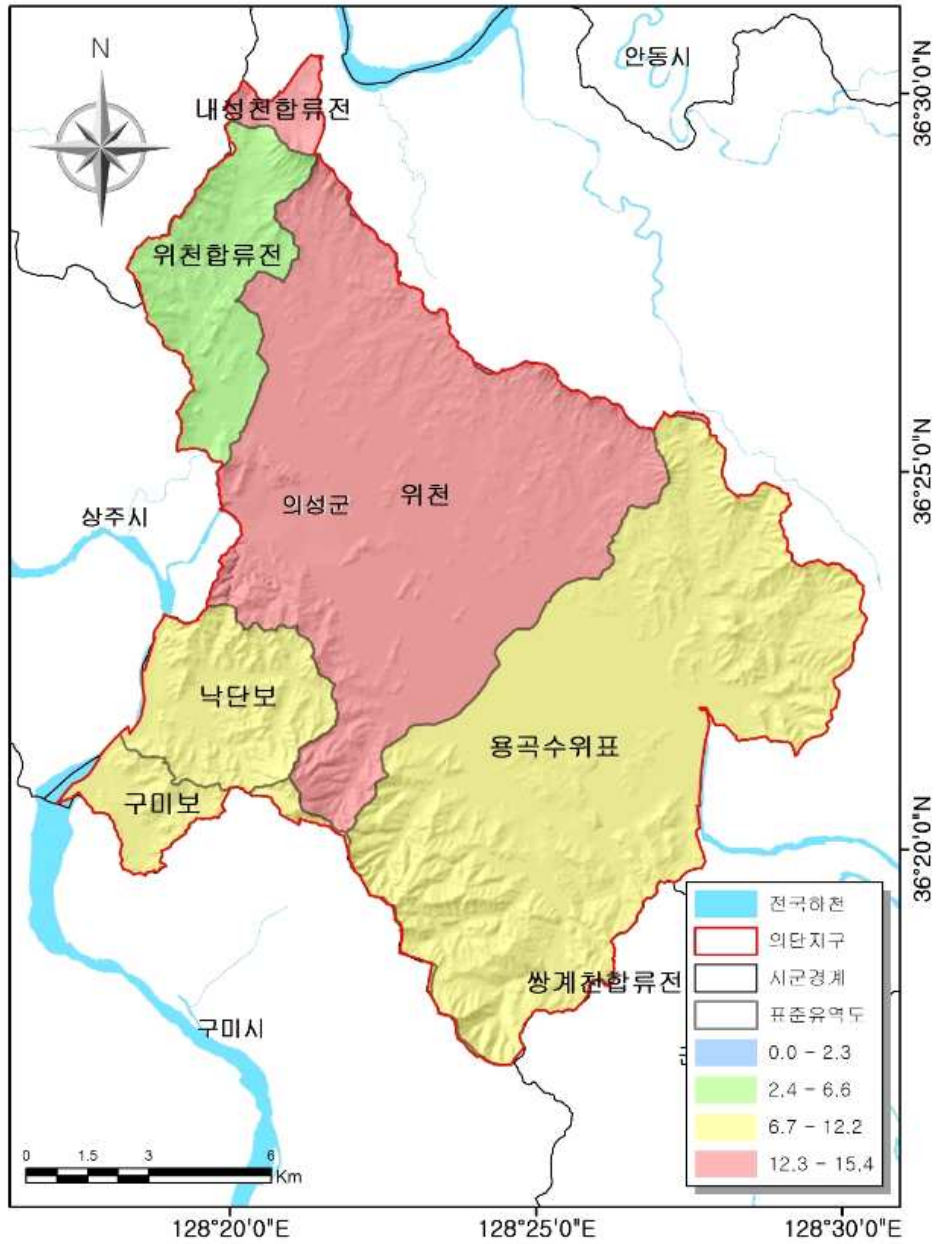 N
안동시
36°30'0"N
내성천합류전
위천합류전
36°25'0"N
상주시
의성군
위천
낙단보
용곡수위표
구미보
36°20'0"N
쌍계천합류전
구미시
전국하천
의단지구
시군경계
표준유역도
0.0 - 2.3
2.4 - 6.6
6.7 - 12.2
12.3 - 15.4
0 1.5 3 6
Km
128°20'0"E 128°25'0"E 128°30'0"E